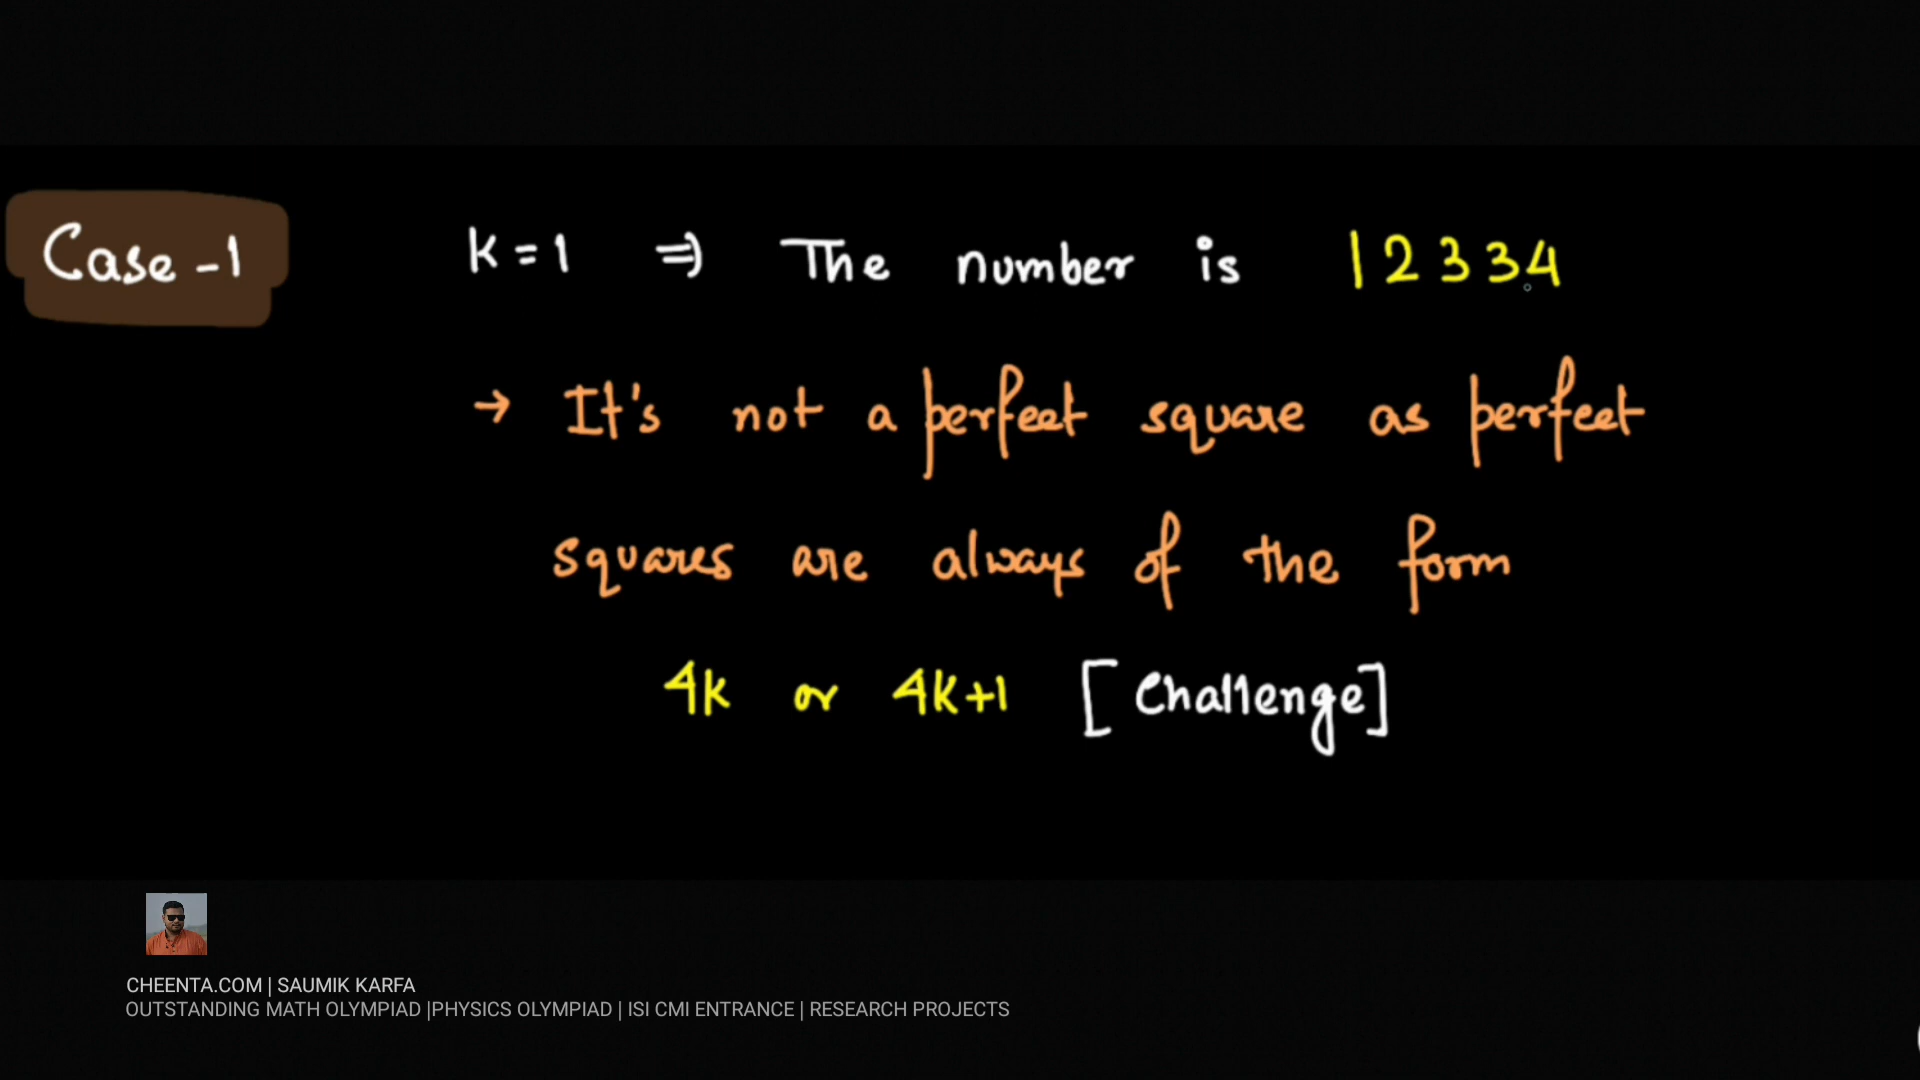 Case-1 k=1 ⇒ The number is 12334
→ It's not a perfect square as perfect
squares are always of the form
4k or 4k+1 [Challenge]
CHEENTA.COM | SAUMIK KARFA
OUTSTANDING MATH OLYMPIAD |PHYSICS OLYMPIAD | ISI CMI ENTRANCE | RESEARCH PROJECTS